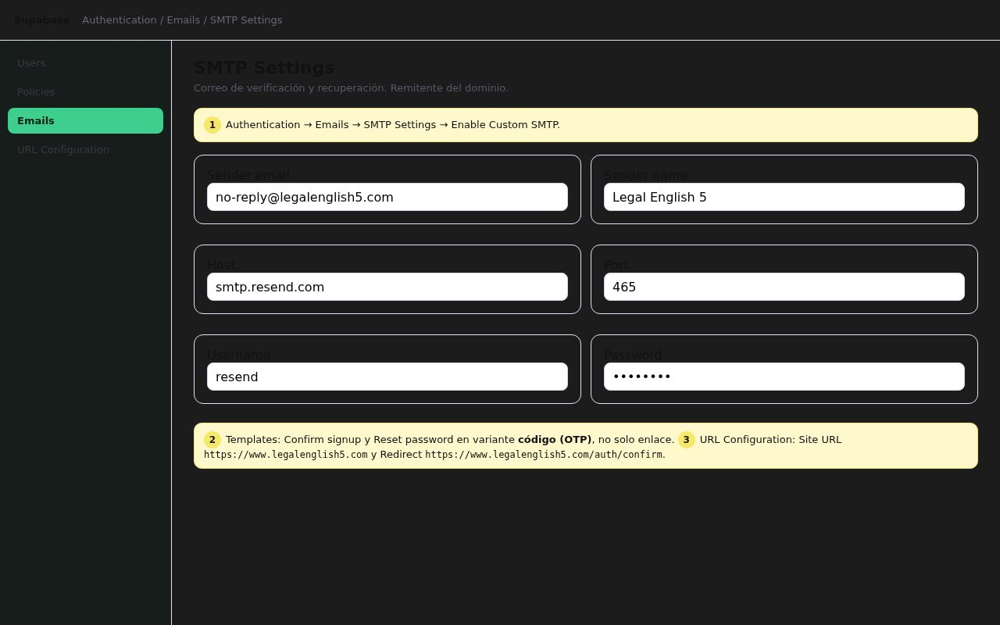 Supabase Authentication / Emails / SMTP Settings
Users
Policies
Emails
URL Configuration
SMTP Settings
Correo de verificación y recuperación. Remitente del dominio.
1 Authentication → Emails → SMTP Settings → Enable Custom SMTP.
Sender email
no-reply@legalenglish5.com
Sender name
Legal English 5
Host
smtp.resend.com
Port
465
Username
resend
Password
••••••••
2 Templates: Confirm signup y Reset password en variante código (OTP), no solo enlace. 3 URL Configuration: Site URL
https://www.legalenglish5.com y Redirect https://www.legalenglish5.com/auth/confirm.